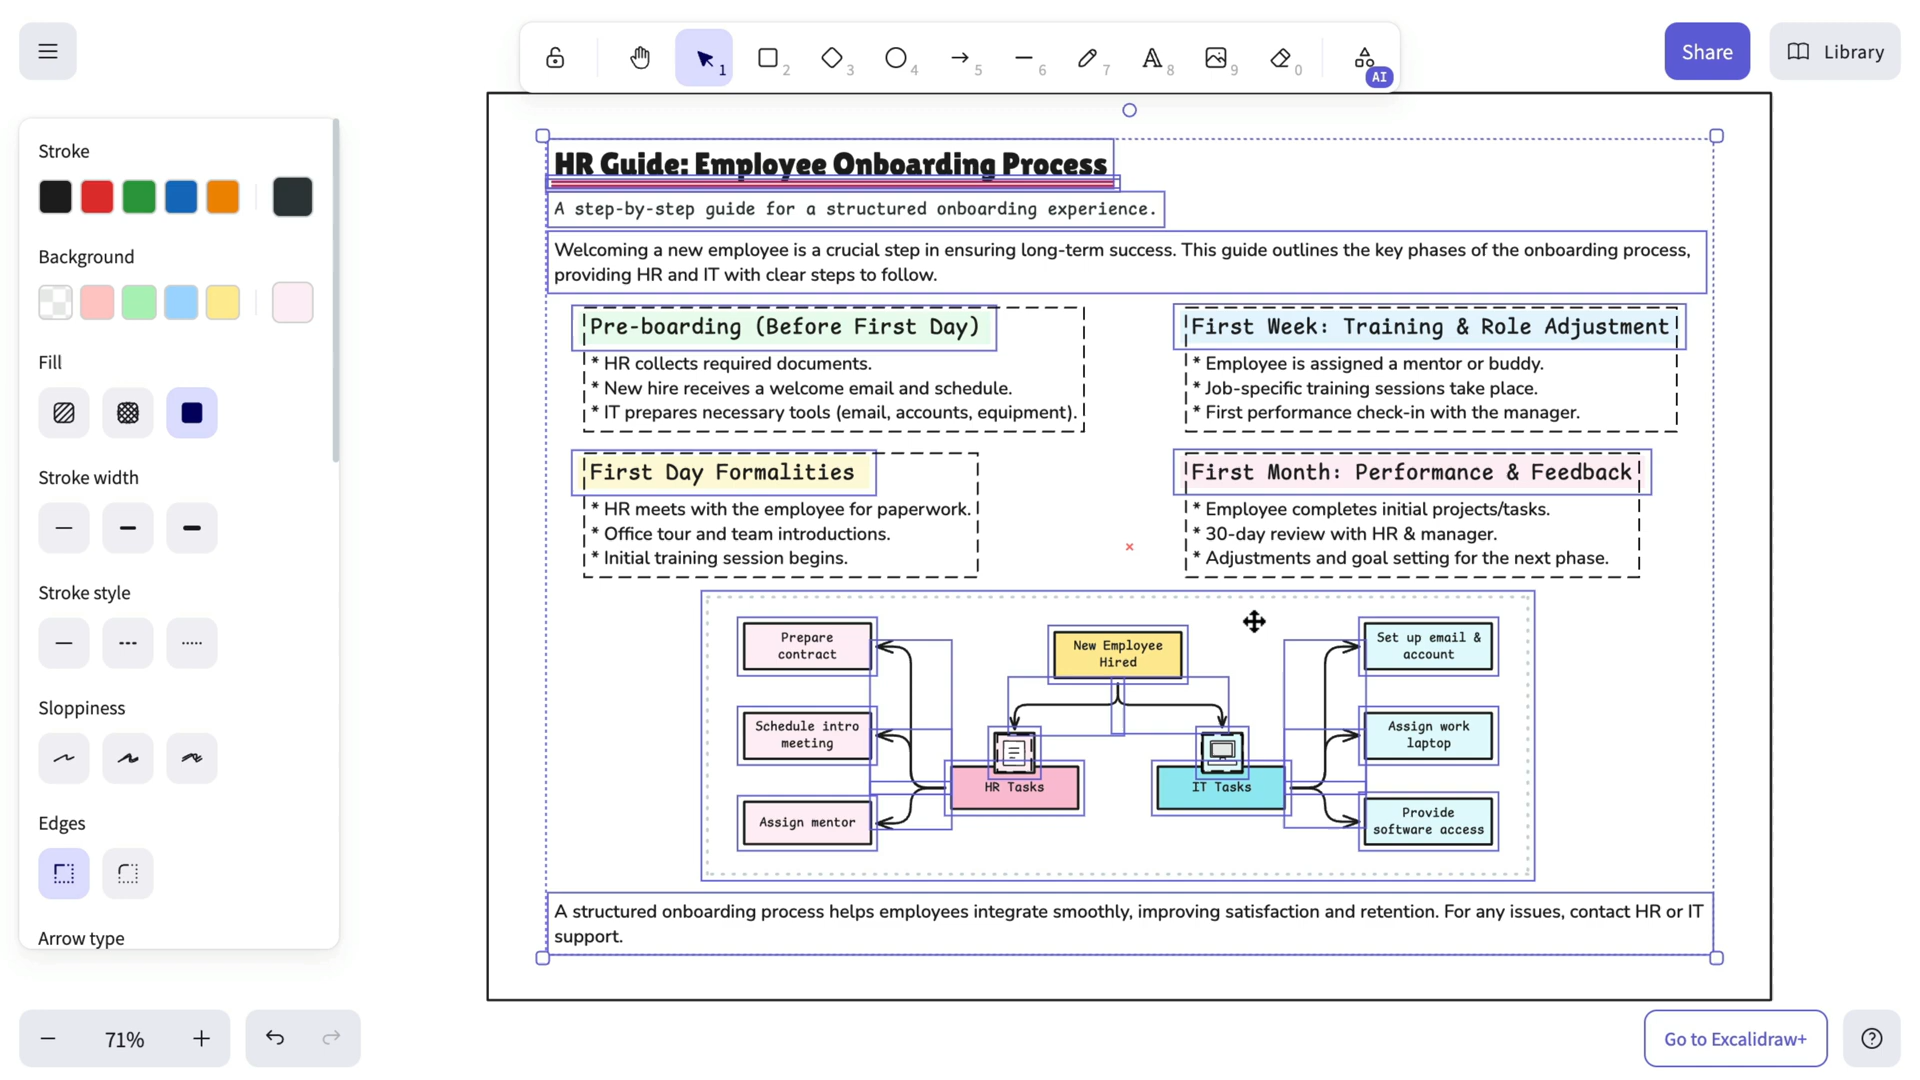 1
2
3
4
5
6
7
8
9
0
AI
Share
Library
Stroke
Background
Fill
Stroke width
Stroke style
Sloppiness
Edges
Arrow type
71%
HR Guide: Employee Onboarding Process
A step-by-step guide for a structured onboarding experience.
Welcoming a new employee is a crucial step in ensuring long-term success. This guide outlines the key phases of the onboarding process,
providing HR and IT with clear steps to follow.
Pre-boarding (Before First Day)
* HR collects required documents.
* New hire receives a welcome email and schedule.
* IT prepares necessary tools (email, accounts, equipment).
First Week: Training & Role Adjustment
* Employee is assigned a mentor or buddy.
* Job-specific training sessions take place.
* First performance check-in with the manager.
First Day Formalities
* HR meets with the employee for paperwork.
* Office tour and team introductions.
* Initial training session begins.
First Month: Performance & Feedback
* Employee completes initial projects/tasks.
* 30-day review with HR & manager.
* Adjustments and goal setting for the next phase.
Prepare
contract
Schedule intro
meeting
Assign mentor
New Employee
Hired
HR Tasks
IT Tasks
Set up email &
account
Assign work
laptop
Provide
software access
A structured onboarding process helps employees integrate smoothly, improving satisfaction and retention. For any issues, contact HR or IT
support.
Go to Excalidraw+